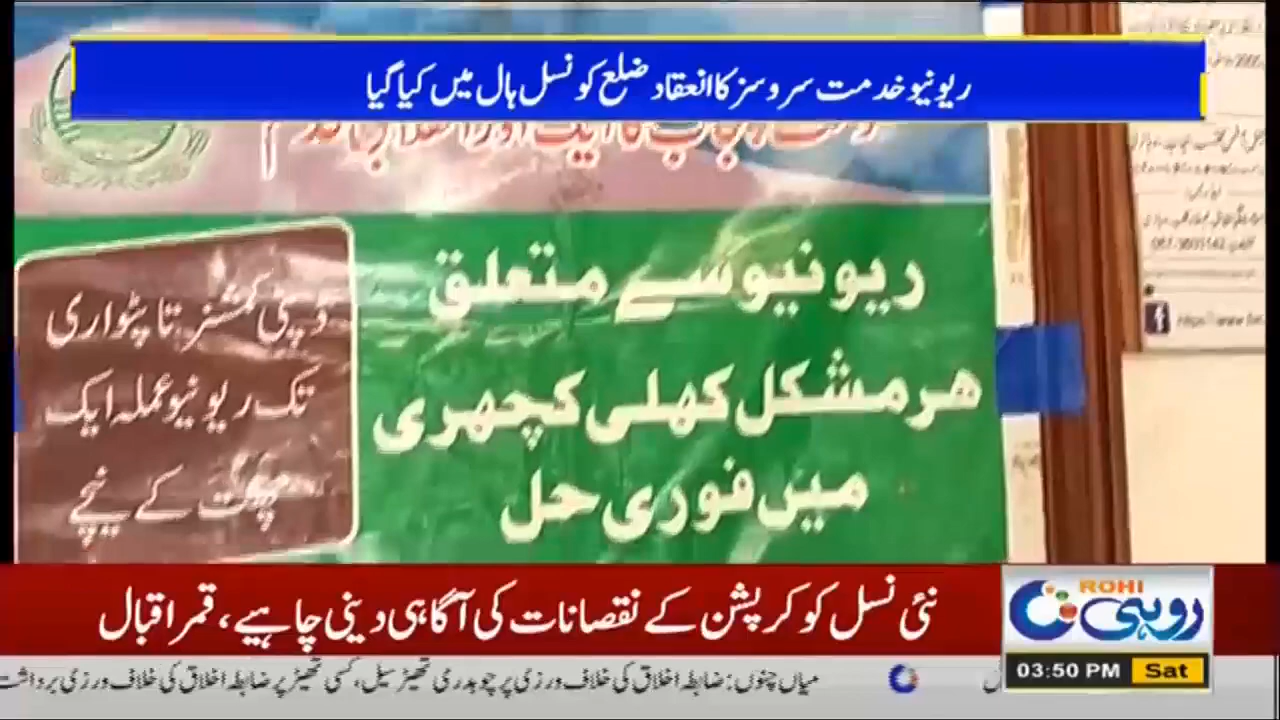 ریونیو خدمت سروسز کا انعقاد ضلع کونسل ہال میں کیا گیا
ریونیو سے متعلق
ہر مشکل کھلی کچہری
میں فوری حل
ڈپٹی کمشنر تا پٹواری
تک ریونیو عملہ ایک
چھت کے نیچے
نئی نسل کو کرپشن کے نقصانات کی آگاہی دینی چاہیے، قمر اقبال
ROHI
روہی
03:50 PM Sat
میاں چنوں: ضابطہ اخلاق کی خلاف ورزی پر چوہدری تھیٹر سیل، کسی تھیٹر پر ضابطہ اخلاق کی خلاف ورزی برداشت